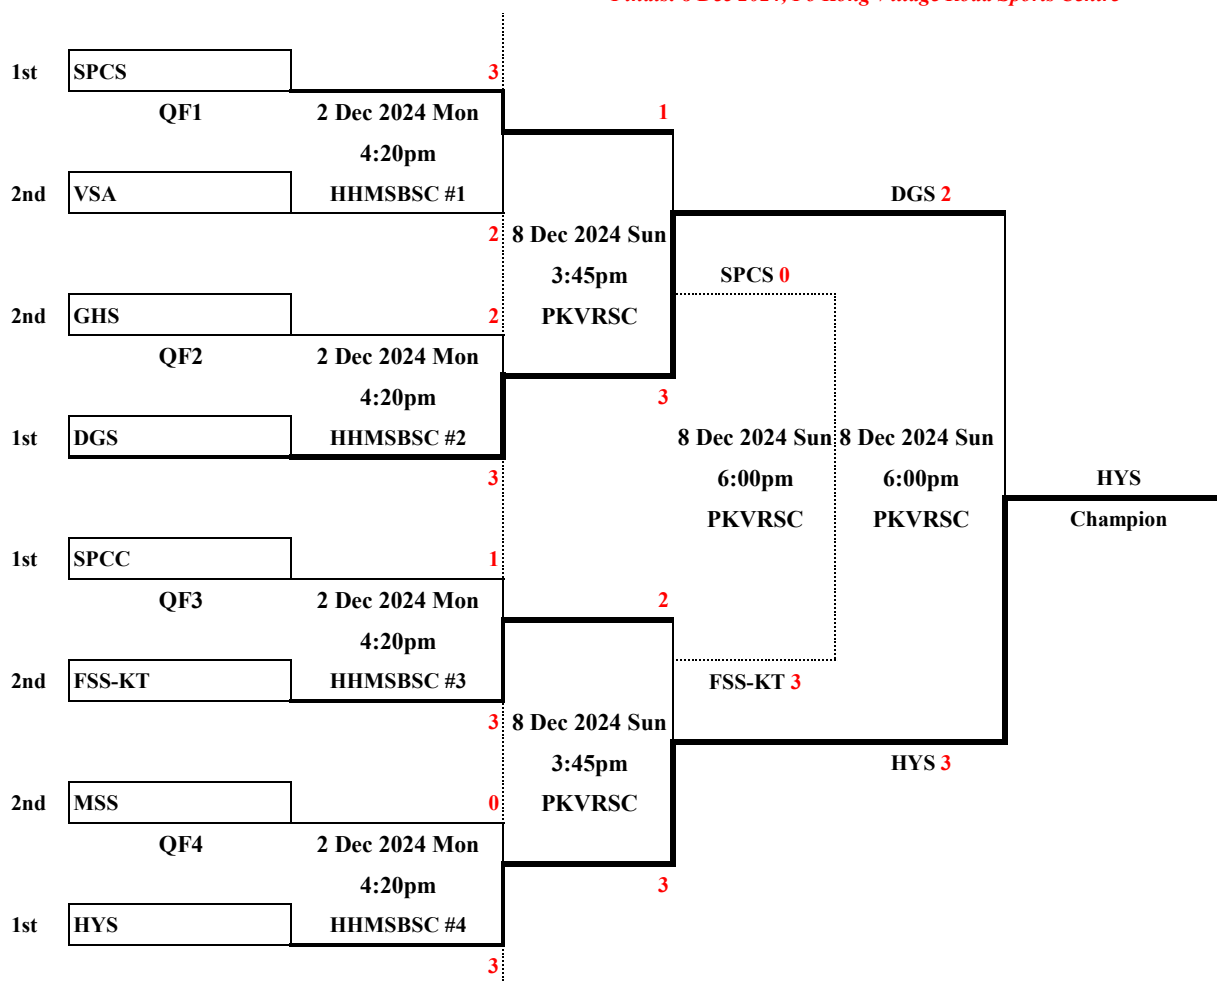 1st SPCS 3
QF1 2 Dec 2024 Mon 1
4:20pm
2nd VSA HHMSBSC #1 DGS 2
2 8 Dec 2024 Sun
3:45pm SPCS 0
2nd GHS 2 PKVRSC
QF2 2 Dec 2024 Mon
4:20pm 3
1st DGS HHMSBSC #2 8 Dec 2024 Sun 8 Dec 2024 Sun
3 6:00pm 6:00pm HYS
PKVRSC PKVRSC Champion
1st SPCC 1
QF3 2 Dec 2024 Mon 2
4:20pm
2nd FSS-KT HHMSBSC #3 FSS-KT 3
3 8 Dec 2024 Sun
3:45pm HYS 3
2nd MSS 0 PKVRSC
QF4 2 Dec 2024 Mon
4:20pm 3
1st HYS HHMSBSC #4
3